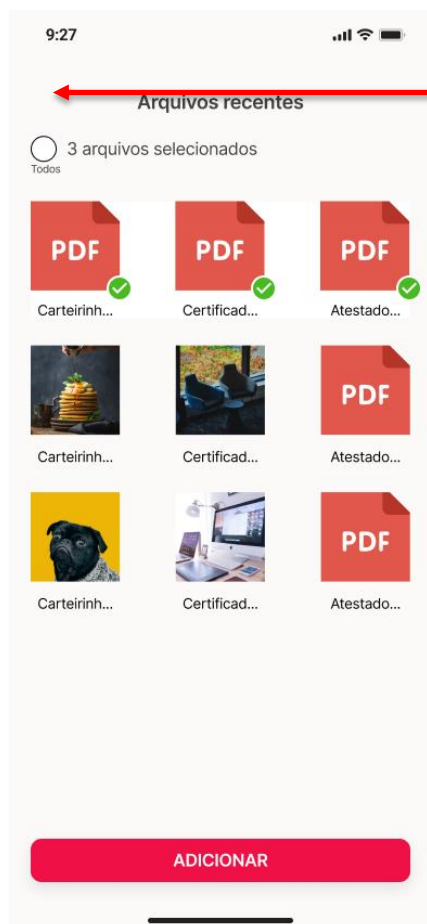 9:27
Arquivos recentes
3 arquivos selecionados
Todos
PDF PDF PDF
Carteirinh... Certificad... Atestado...
PDF
Carteirinh... Certificad... Atestado...
PDF
Carteirinh... Certificad... Atestado...
ADICIONAR